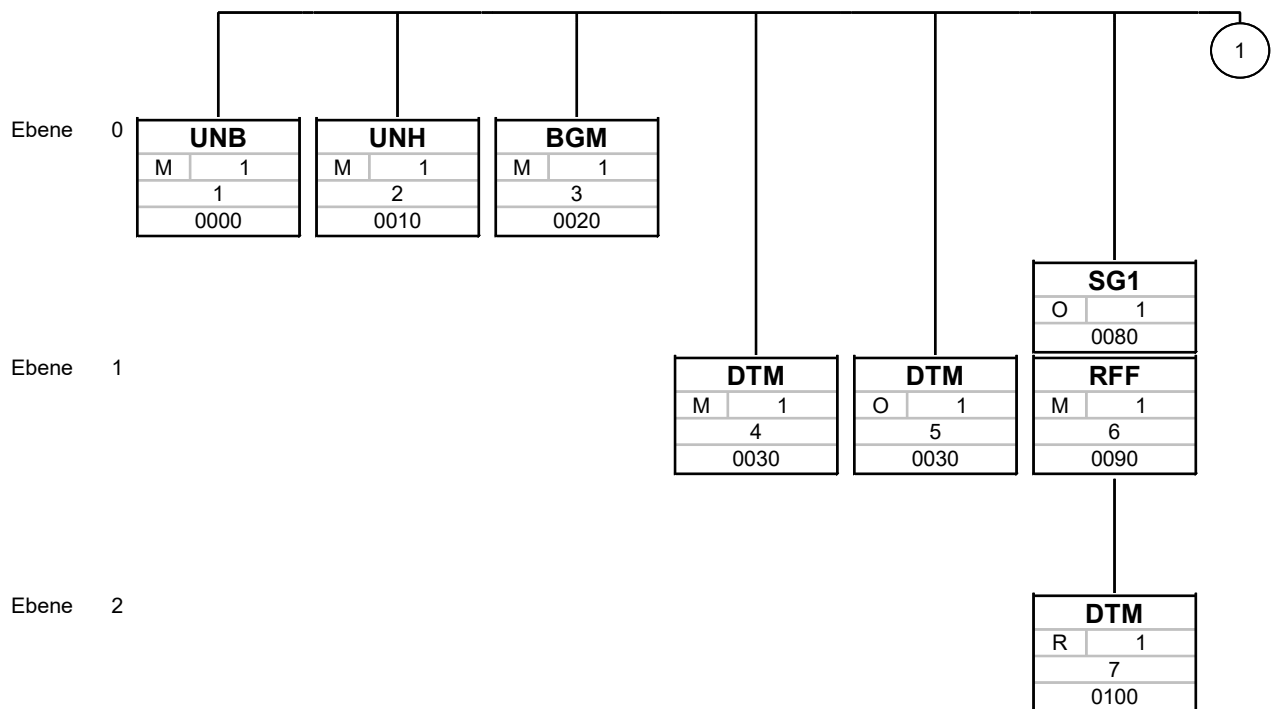 1
Ebene 0
UNB UNH BGM
M 1 M 1 M 1
1 2 3
0000 0010 0020
SG1
O 1
0080
Ebene 1
DTM DTM RFF
M 1 O 1 M 1
4 5 6
0030 0030 0090
Ebene 2
DTM
R 1
7
0100